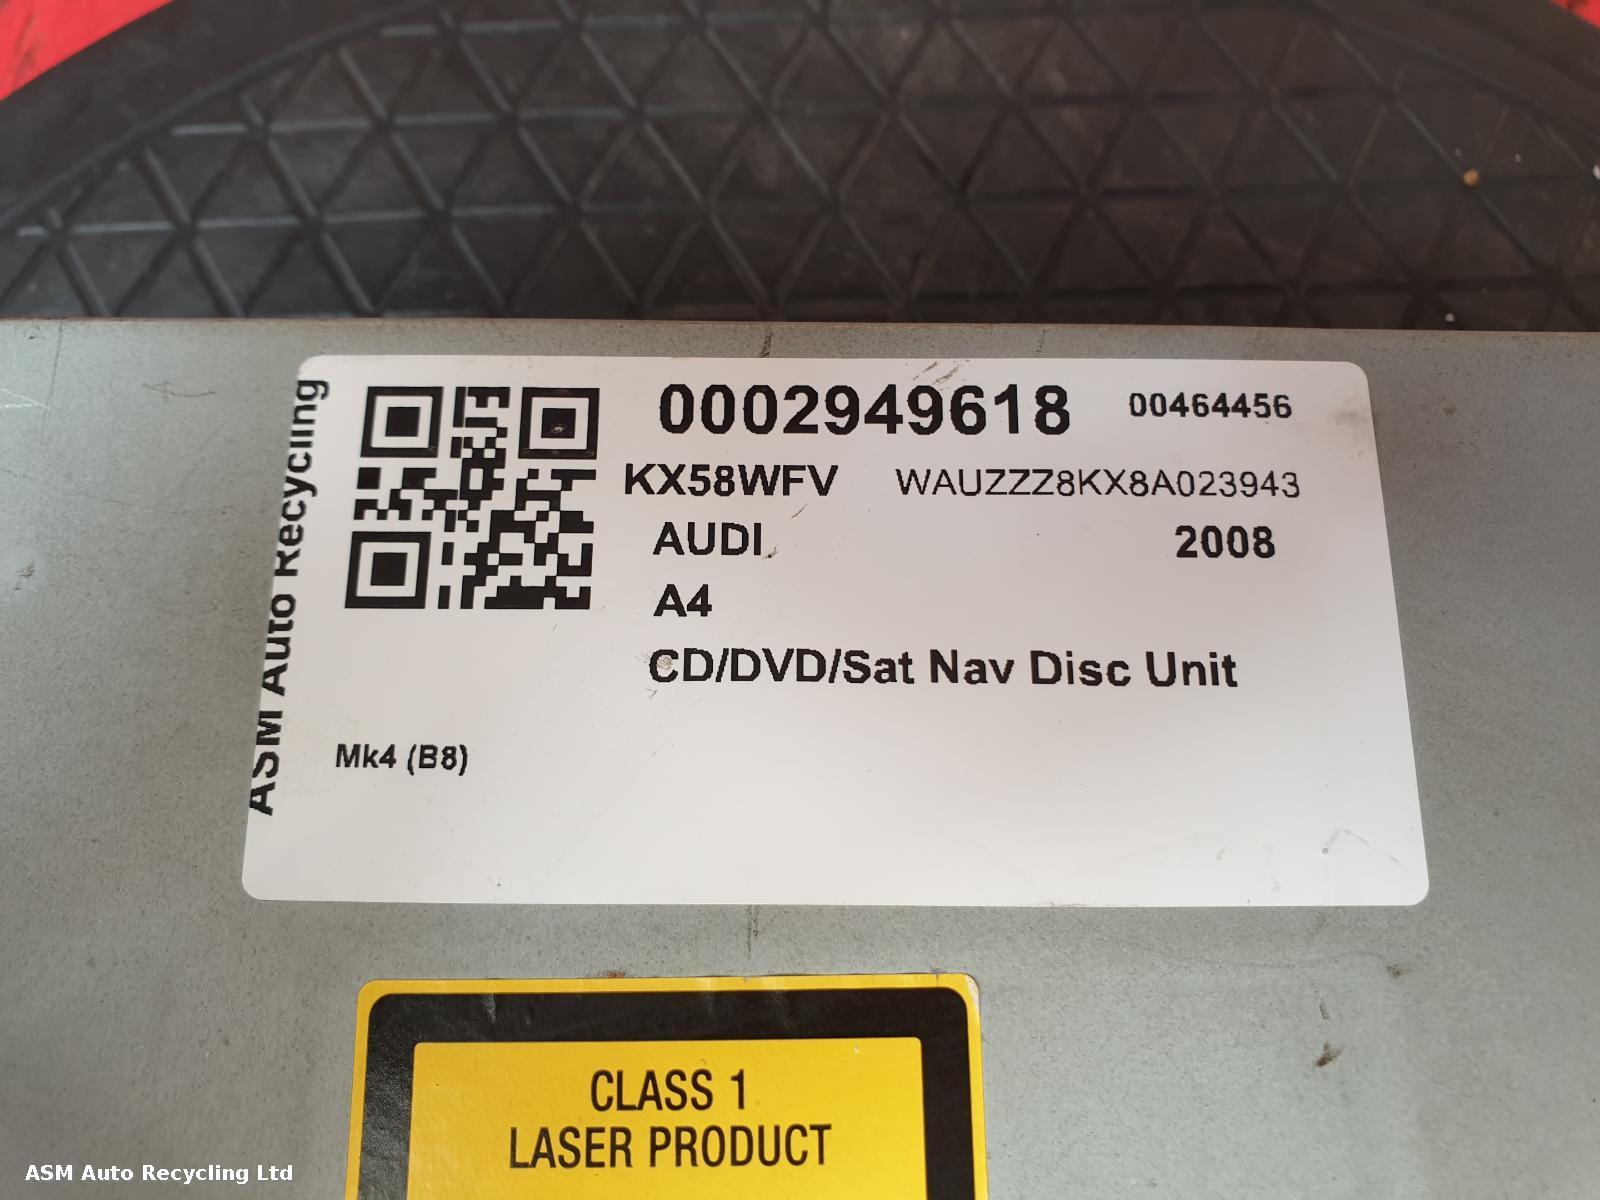 ASM Auto Recycling
0002949618 00464456
KX58WFV WAUZZZ8KX8A023943
AUDI 2008
A4
CD/DVD/Sat Nav Disc Unit
Mk4 (B8)
CLASS 1
LASER PRODUCT
ASM Auto Recycling Ltd